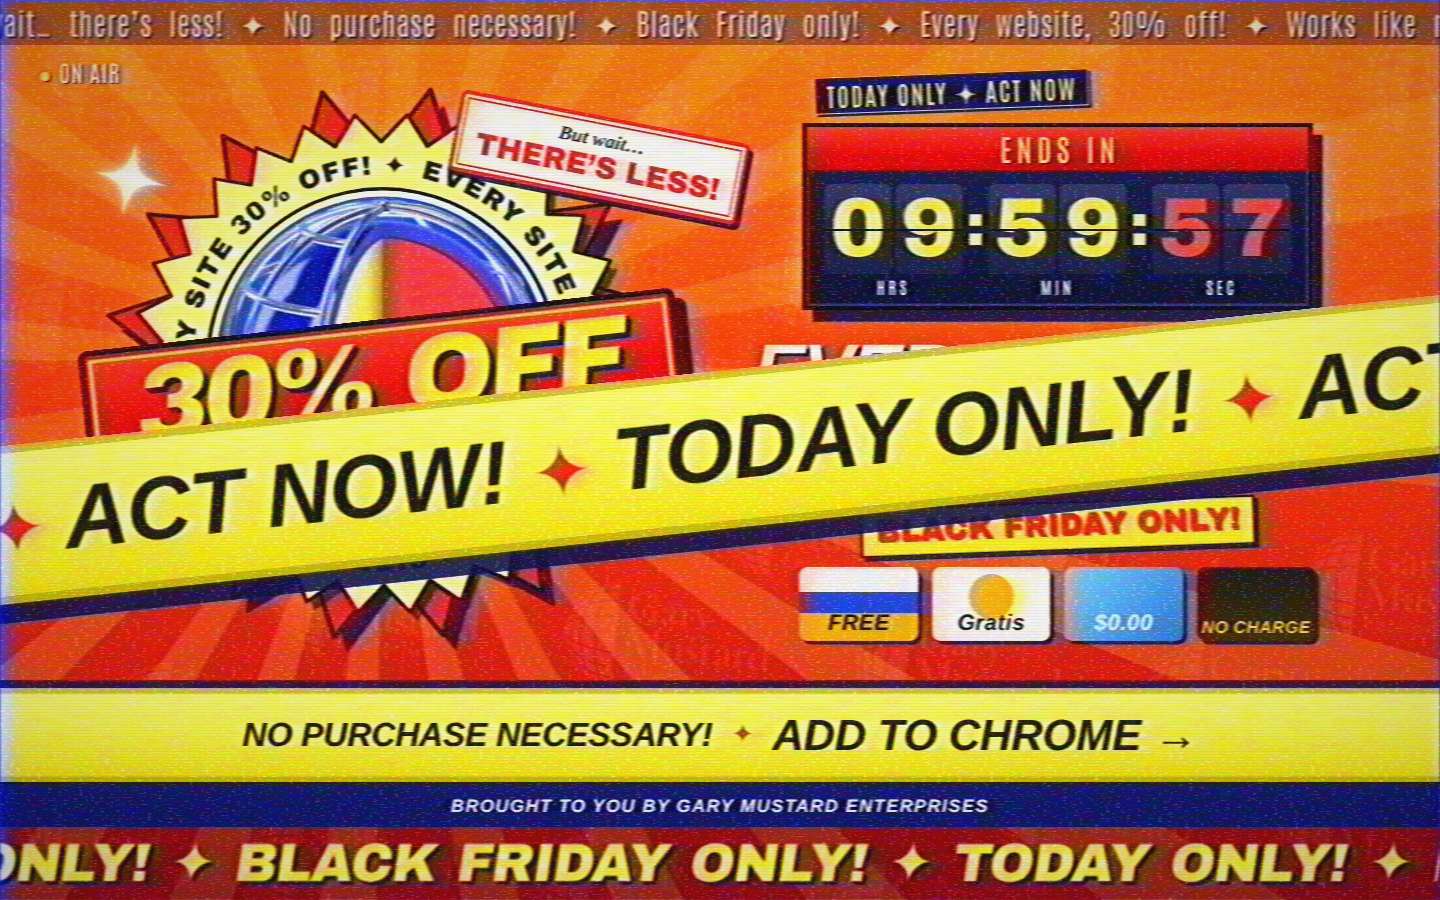 there's less! ✦ No purchase necessary! ✦ Black Friday only! ✦ Every website, 30% off! ✦ Works like
ON AIR
TODAY ONLY ✦ ACT NOW
But wait...
THERE'S LESS!
ENDS IN
09:59:57
HRS MIN SEC
SITE 30% OFF! ✦ EVERY SITE
30% OFF
ACT NOW! ✦ TODAY ONLY! ✦
BLACK FRIDAY ONLY!
FREE
Gratis
$0.00
NO CHARGE
NO PURCHASE NECESSARY! ✦ ADD TO CHROME →
BROUGHT TO YOU BY GARY MUSTARD ENTERPRISES
ONLY! ✦ BLACK FRIDAY ONLY! ✦ TODAY ONLY! ✦